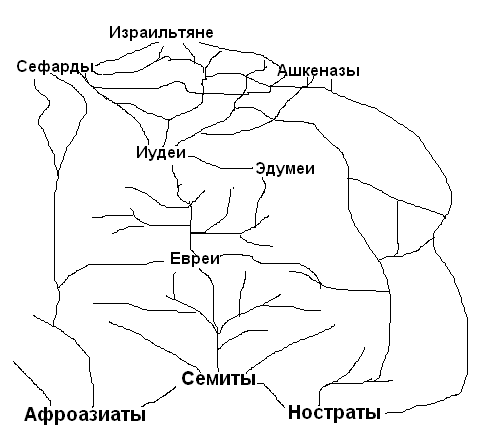 Израильтяне
Сефарды
Ашкеназы
Иудеи
Эдумеи
Евреи
Семиты
Афроазиаты
Ностраты